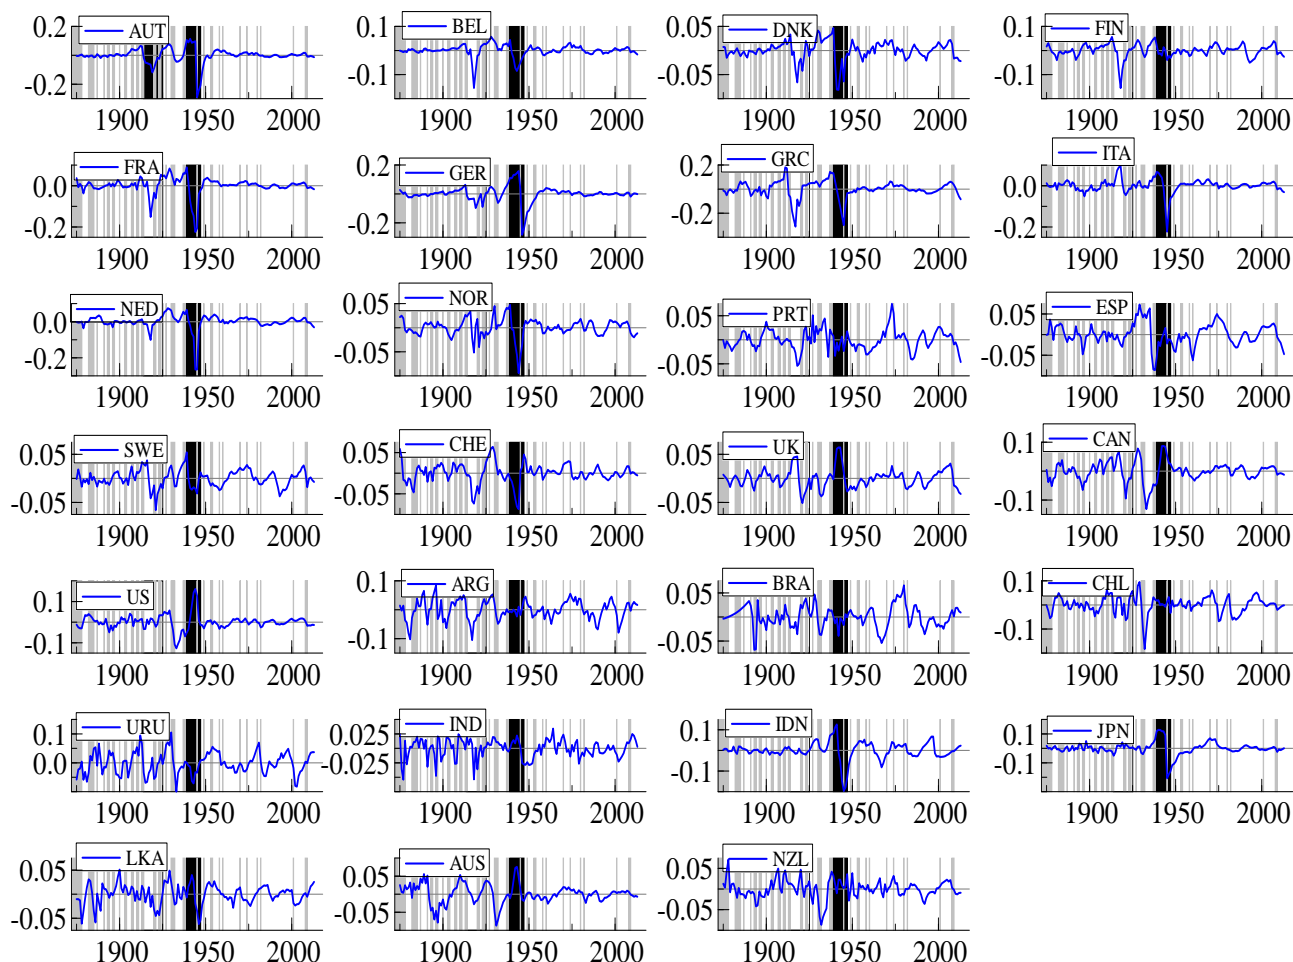 0.2 AUT 0.1 BEL 0.05 DNK 0.1 FIN
-0.2 -0.1 -0.05 -0.1
1900 1950 2000 1900 1950 2000 1900 1950 2000 1900 1950 2000
FRA 0.2 GER 0.2 GRC ITA
0.0 0.0
-0.2 -0.2 -0.2 -0.2
1900 1950 2000 1900 1950 2000 1900 1950 2000 1900 1950 2000
NED 0.05 NOR 0.05 PRT 0.05 ESP
0.0
-0.2 -0.05 -0.05 -0.05
1900 1950 2000 1900 1950 2000 1900 1950 2000 1900 1950 2000
0.05 SWE 0.05 CHE 0.05 UK 0.1 CAN
-0.05 -0.05 -0.05 -0.1
1900 1950 2000 1900 1950 2000 1900 1950 2000 1900 1950 2000
0.1 US 0.1 ARG 0.05 BRA 0.1 CHL
-0.1 -0.1 -0.05 -0.1
1900 1950 2000 1900 1950 2000 1900 1950 2000 1900 1950 2000
0.1 URU 0.025 IND 0.1 IDN 0.1 JPN
0.0 -0.025 -0.1 -0.1
1900 1950 2000 1900 1950 2000 1900 1950 2000 1900 1950 2000
0.05 LKA 0.05 AUS 0.05 NZL
-0.05 -0.05 -0.05
1900 1950 2000 1900 1950 2000 1900 1950 2000